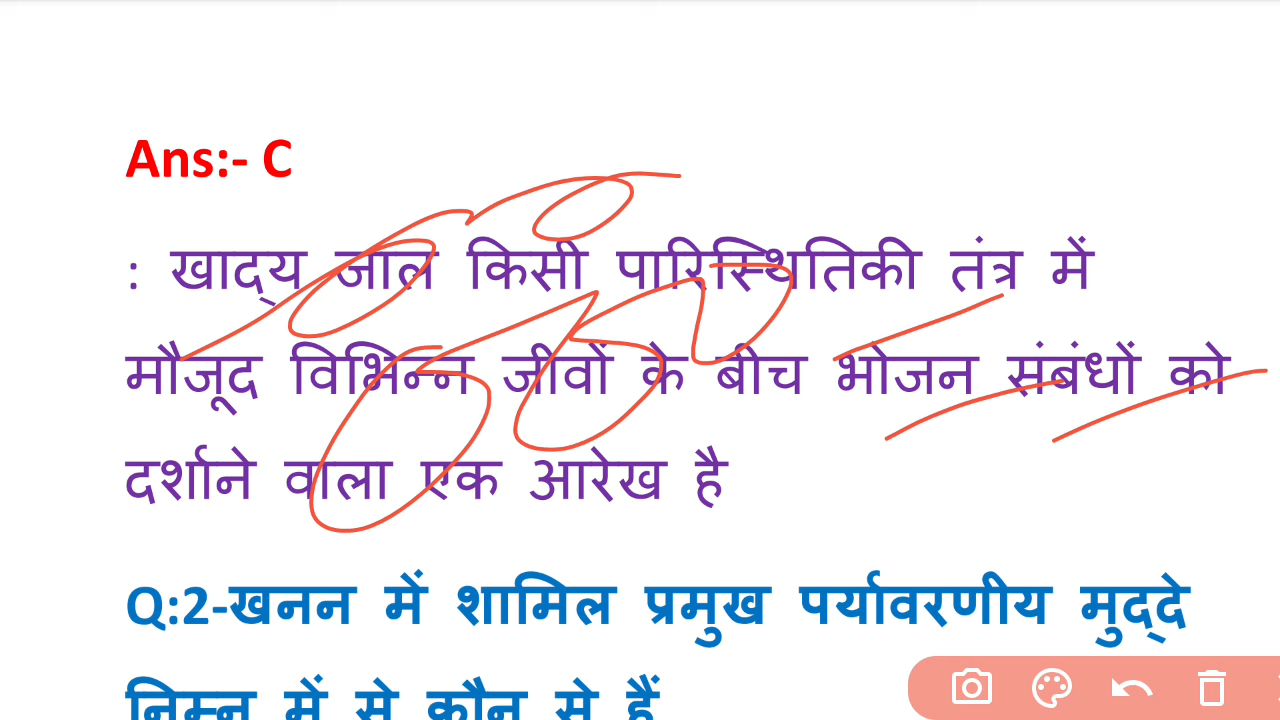 Ans:- C
: खाद्य जाल किसी पारिस्थितिकी तंत्र में
मौजूद विभिन्न जीवों के बीच भोजन संबंधों को
दर्शाने वाला एक आरेख है
Q:2-खनन में शामिल प्रमुख पर्यावरणीय मुद्दे
निम्न में से कौन से हैं